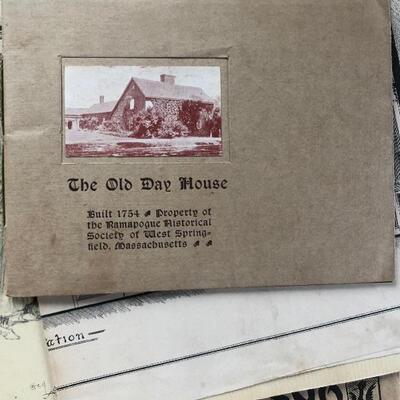 The Old Day House
Built 1754 Property of
the Ramapogue Historical
Society of West Spring-
field, Massachusetts
ation